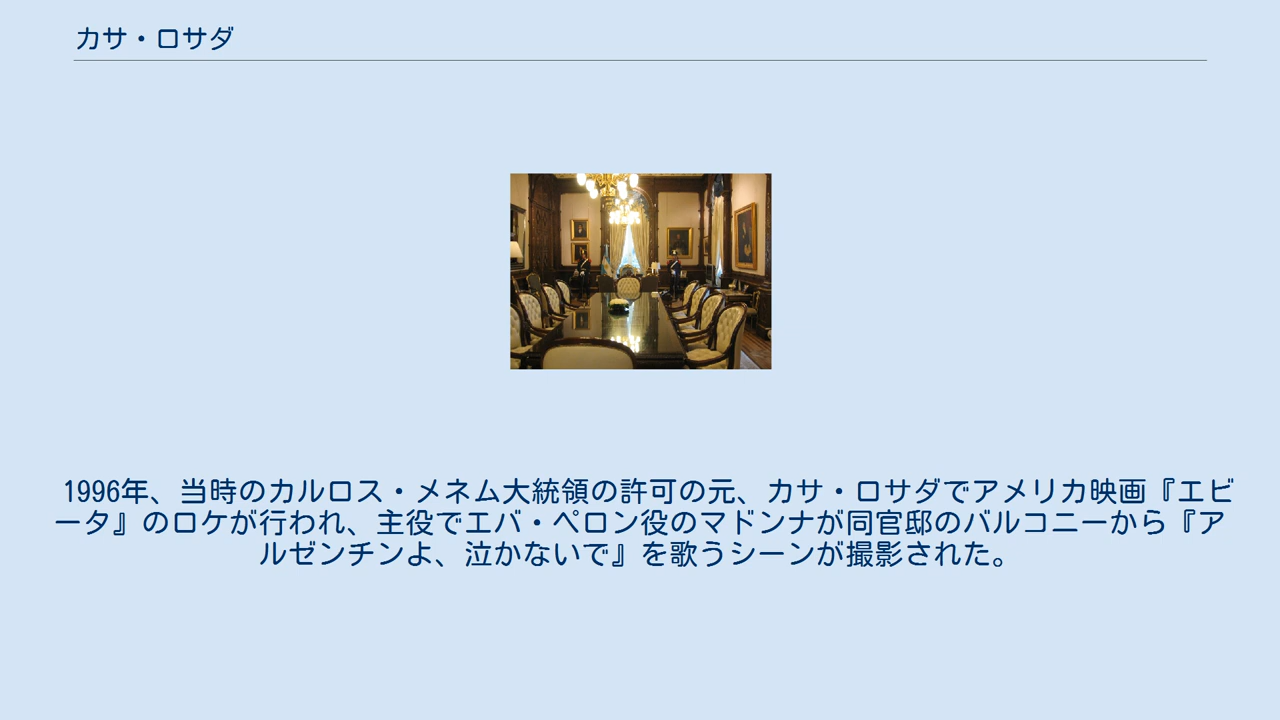 カサ・ロサダ
1996年、当時のカルロス・メネム大統領の許可の元、カサ・ロサダでアメリカ映画『エビ
ータ』のロケが行われ、主役でエバ・ペロン役のマドンナが同官邸のバルコニーから『ア
ルゼンチンよ、泣かないで』を歌うシーンが撮影された。